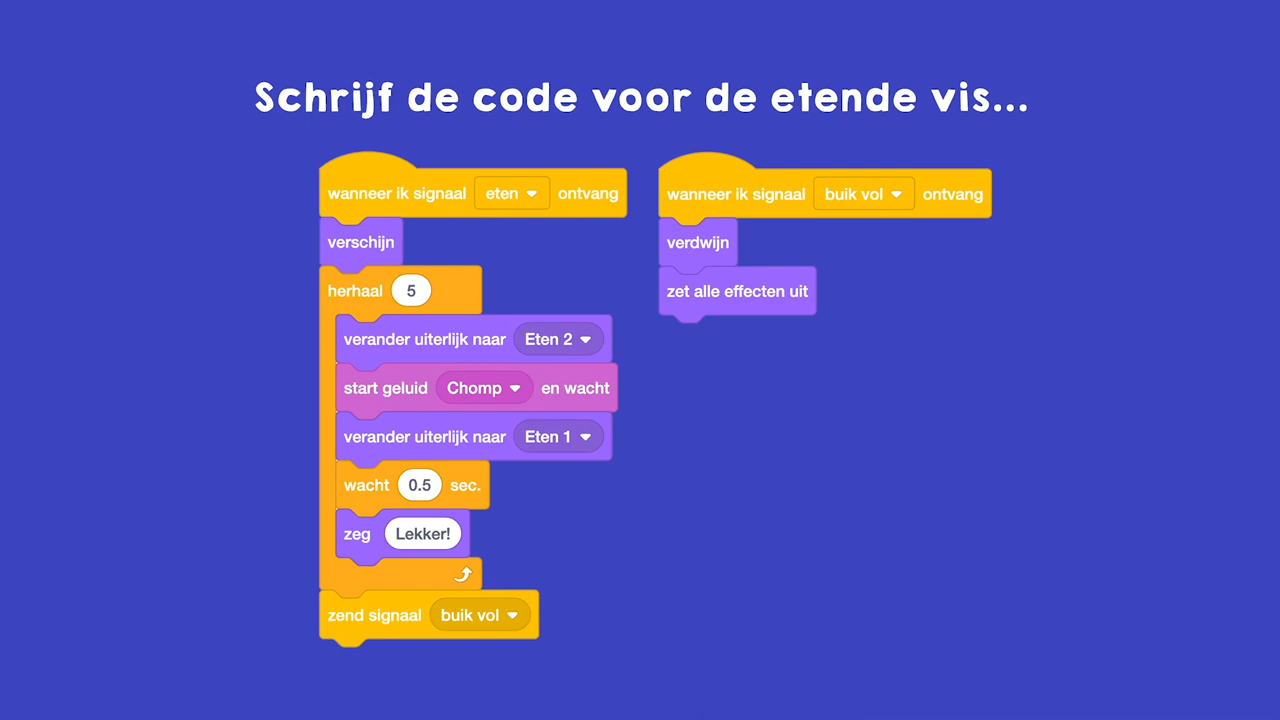 Schrijf de code voor de etende vis...
wanneer ik signaal eten ontvang
verschijn
herhaal 5
verander uiterlijk naar Eten 2
start geluid Chomp en wacht
verander uiterlijk naar Eten 1
wacht 0.5 sec.
zeg Lekker!
zend signaal buik vol
wanneer ik signaal buik vol ontvang
verdwijn
zet alle effecten uit